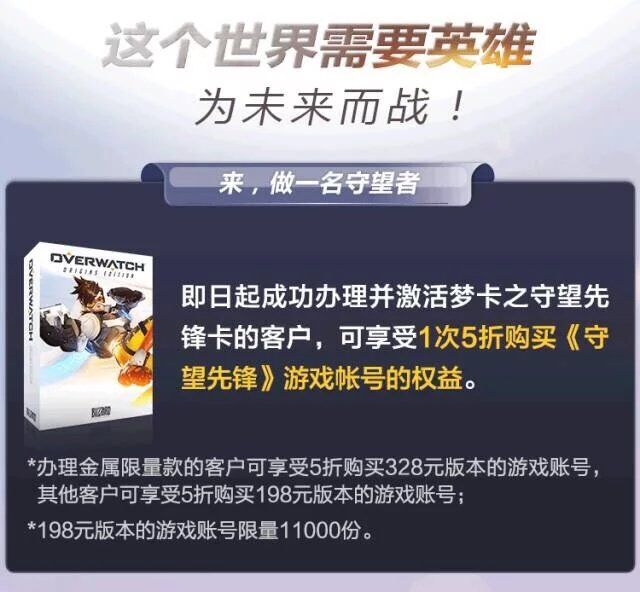 这个世界需要英雄
为未来而战！
来，做一名守望者
OVERWATCH
ORIGINS EDITION
OVERWATCH
BLIZZARD
即日起成功办理并激活梦卡之守望先
锋卡的客户，可享受1次5折购买《守
望先锋》游戏帐号的权益。
*办理金属限量款的客户可享受5折购买328元版本的游戏账号，
其他客户可享受5折购买198元版本的游戏账号；
*198元版本的游戏账号限量11000份。